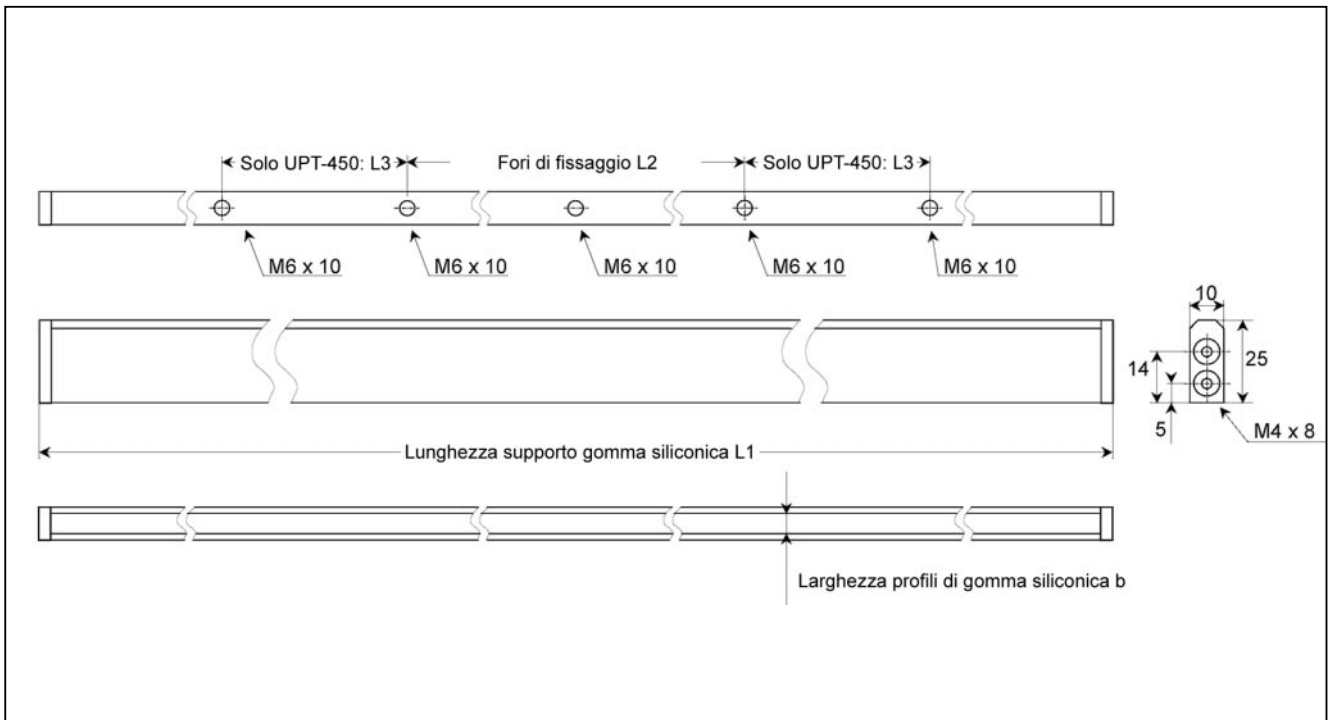 Solo UPT-450: L3
Fori di fissaggio L2
Solo UPT-450: L3
M6 x 10
M6 x 10
M6 x 10
M6 x 10
M6 x 10
10
14
25
5
M4 x 8
Lunghezza supporto gomma siliconica L1
Larghezza profili di gomma siliconica b